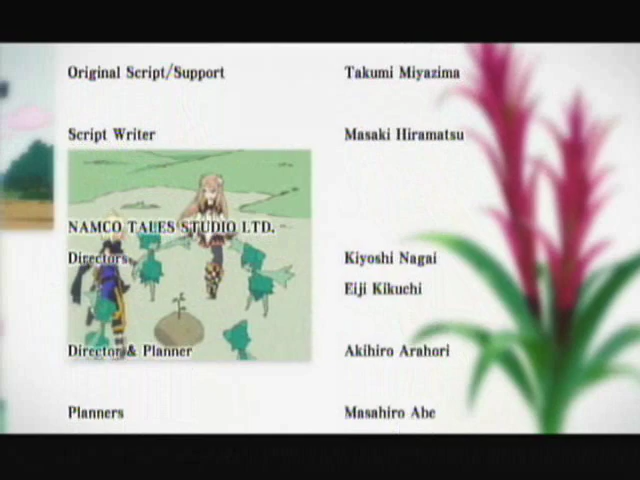 Original Script/Support Takumi Miyazima
Script Writer Masaki Hiramatsu
NAMCO TALES STUDIO LTD.
Directors Kiyoshi Nagai
Eiji Kikuchi
Director & Planner Akihiro Arahori
Planners Masahiro Abe